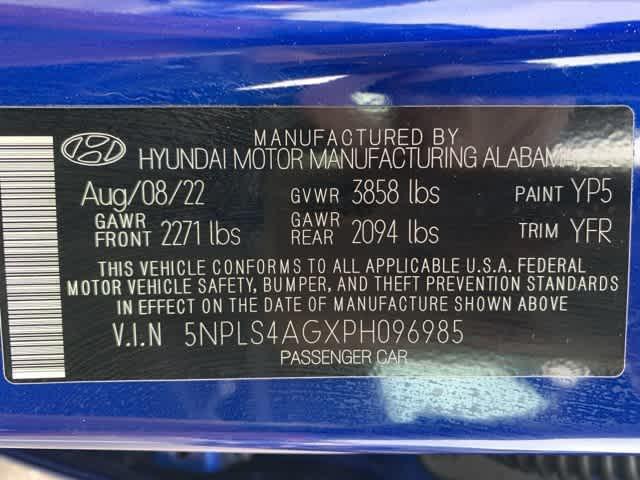 MANUFACTURED BY
HYUNDAI MOTOR MANUFACTURING ALABAMA, LLC
Aug/08/22 GVWR 3858 lbs PAINT YP5
GAWR FRONT 2271 lbs GAWR REAR 2094 lbs TRIM YFR
THIS VEHICLE CONFORMS TO ALL APPLICABLE U.S.A. FEDERAL
MOTOR VEHICLE SAFETY, BUMPER, AND THEFT PREVENTION STANDARDS
IN EFFECT ON THE DATE OF MANUFACTURE SHOWN ABOVE
V.I.N 5NPLS4AGXPH096985
PASSENGER CAR